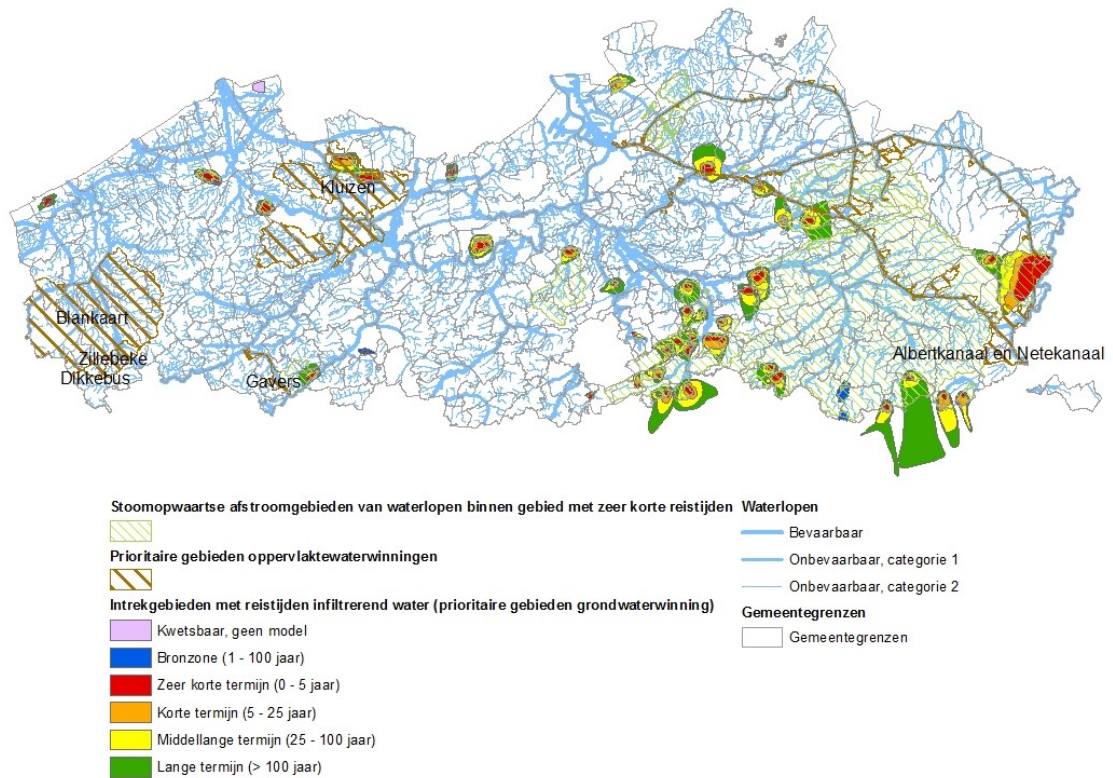 Kluizen
Blankaart
Zillebeke
Dikkebus
Gavers
Albertkanaal en Netekanaal
Stoomopwaartse afstroomgebieden van waterlopen binnen gebied met zeer korte reistijden
Prioritaire gebieden oppervlaktewaterwinningen
Intrekgebieden met reistijden infiltrerend water (prioritaire gebieden grondwaterwinning)
Kwetsbaar, geen model
Bronzone (1 - 100 jaar)
Zeer korte termijn (0 - 5 jaar)
Korte termijn (5 - 25 jaar)
Middellange termijn (25 - 100 jaar)
Lange termijn (> 100 jaar)
Waterlopen
Bevaarbaar
Onbevaarbaar, categorie 1
Onbevaarbaar, categorie 2
Gemeentegrenzen
Gemeentegrenzen